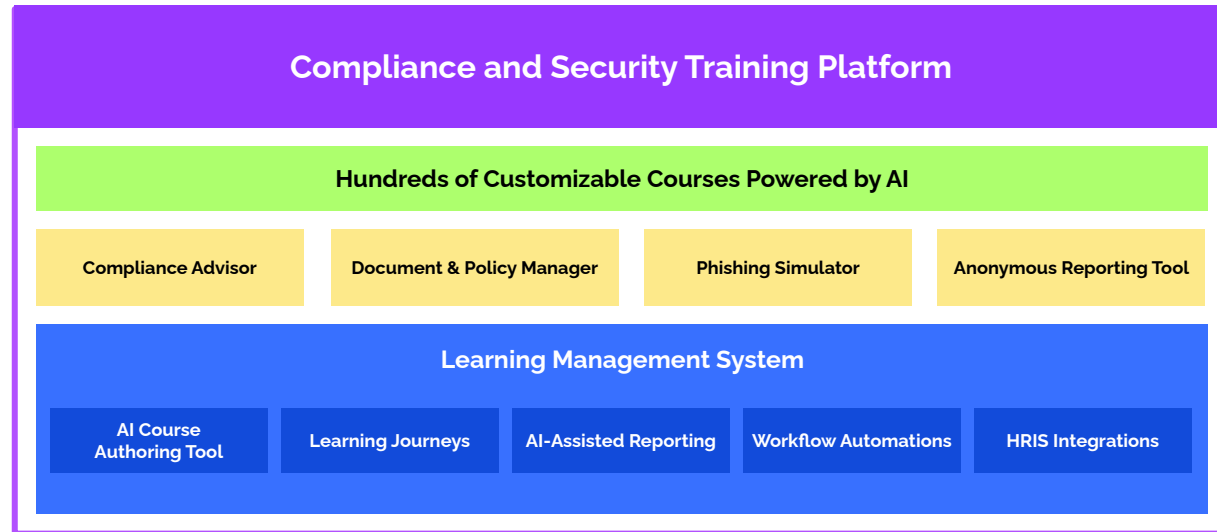 Compliance and Security Training Platform
Hundreds of Customizable Courses Powered by AI
Compliance Advisor
Document & Policy Manager
Phishing Simulator
Anonymous Reporting Tool
Learning Management System
AI Course
Authoring Tool
Learning Journeys
AI-Assisted Reporting
Workflow Automations
HRIS Integrations